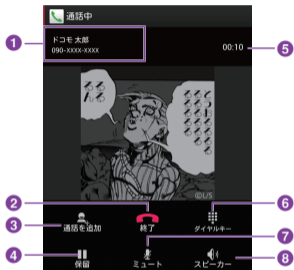 通話中
① ドコモ 太郎
090-XXXX-XXXX
00:10 ⑤
©L/S
② ⑥
③ 通話を追加 終了 ダイヤルキー
④ ⑦
保留 ミュート スピーカー ⑧